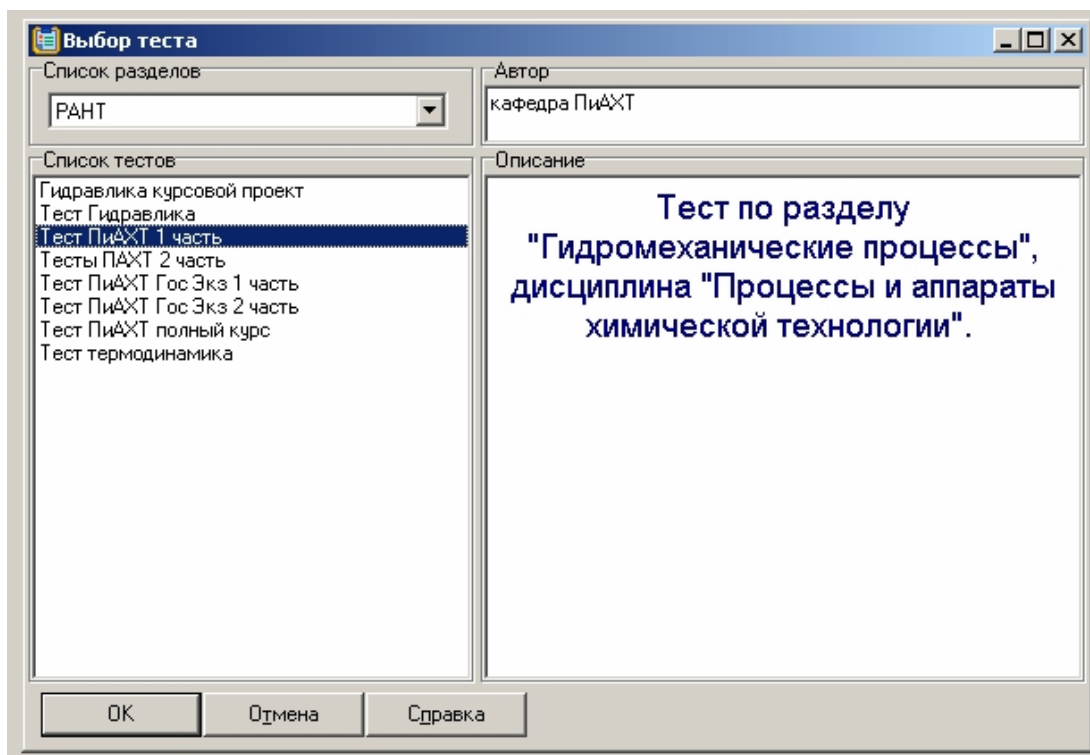 Выбор теста
Список разделов
РАНТ
Автор
кафедра ПиАХТ
Список тестов
Гидравлика курсовой проект
Тест Гидравлика
Тест ПиАХТ 1 часть
Тесты ПАХТ 2 часть
Тест ПиАХТ Гос Экз 1 часть
Тест ПиАХТ Гос Экз 2 часть
Тест ПиАХТ полный курс
Тест термодинамика
Описание
Тест по разделу
"Гидромеханические процессы",
дисциплина "Процессы и аппараты
химической технологии".
OK
Отмена
Справка